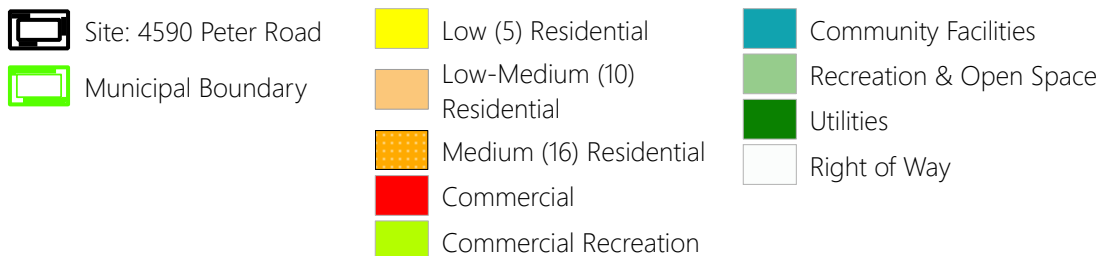 Site: 4590 Peter Road
Municipal Boundary
Low (5) Residential
Low-Medium (10)
Residential
Medium (16) Residential
Commercial
Commercial Recreation
Community Facilities
Recreation & Open Space
Utilities
Right of Way